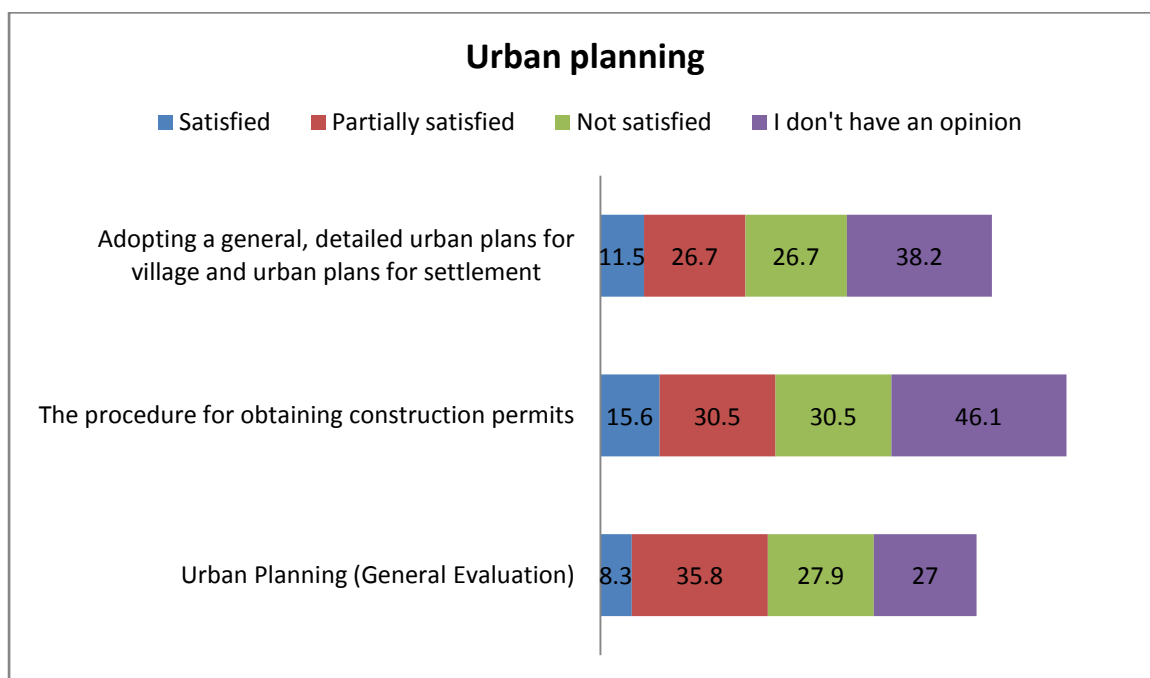 Urban planning
Satisfied Partially satisfied Not satisfied I don't have an opinion
Adopting a general, detailed urban plans for
village and urban plans for settlement
11.5 26.7 26.7 38.2
The procedure for obtaining construction permits
15.6 30.5 30.5 46.1
Urban Planning (General Evaluation)
8.3 35.8 27.9 27